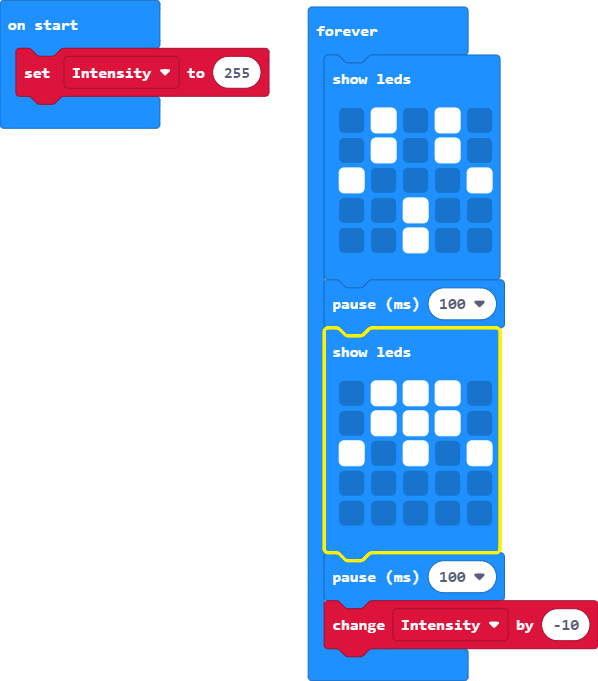 on start
set Intensity to 255
forever
show leds
pause (ms) 100
show leds
pause (ms) 100
change Intensity by -10